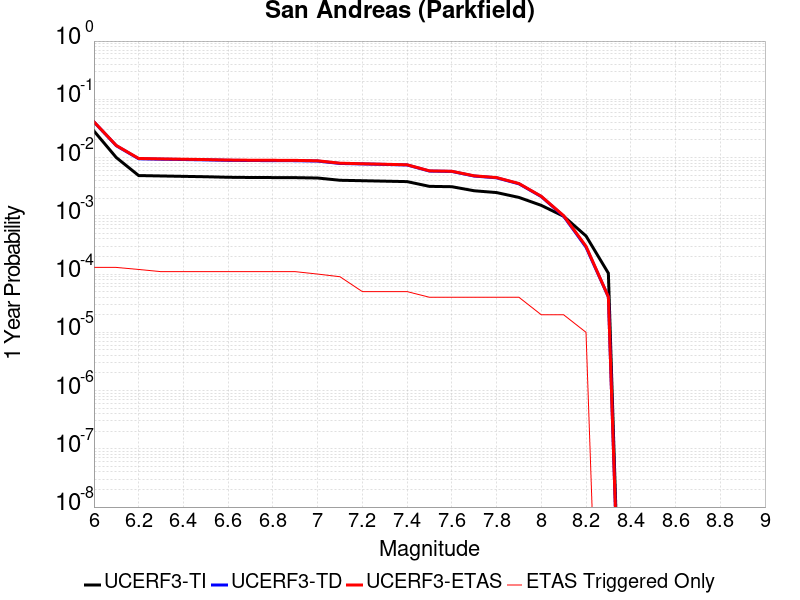 San Andreas (Parkfield)
10^0
10^-1
10^-2
10^-3
10^-4
10^-5
10^-6
10^-7
10^-8
1 Year Probability
6 6.2 6.4 6.6 6.8 7 7.2 7.4 7.6 7.8 8 8.2 8.4 8.6 8.8 9
Magnitude
UCERF3-TI UCERF3-TD UCERF3-ETAS ETAS Triggered Only